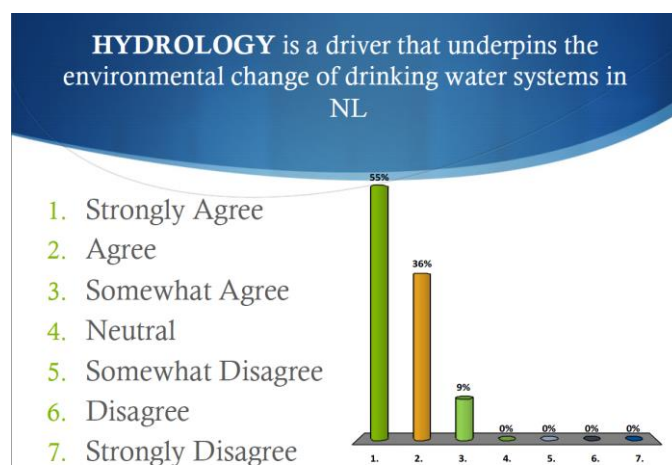 HYDROLOGY is a driver that underpins the
environmental change of drinking water systems in
NL
1. Strongly Agree
2. Agree
3. Somewhat Agree
4. Neutral
5. Somewhat Disagree
6. Disagree
7. Strongly Disagree
55%
36%
9%
0% 0% 0% 0%
1. 2. 3. 4. 5. 6. 7.